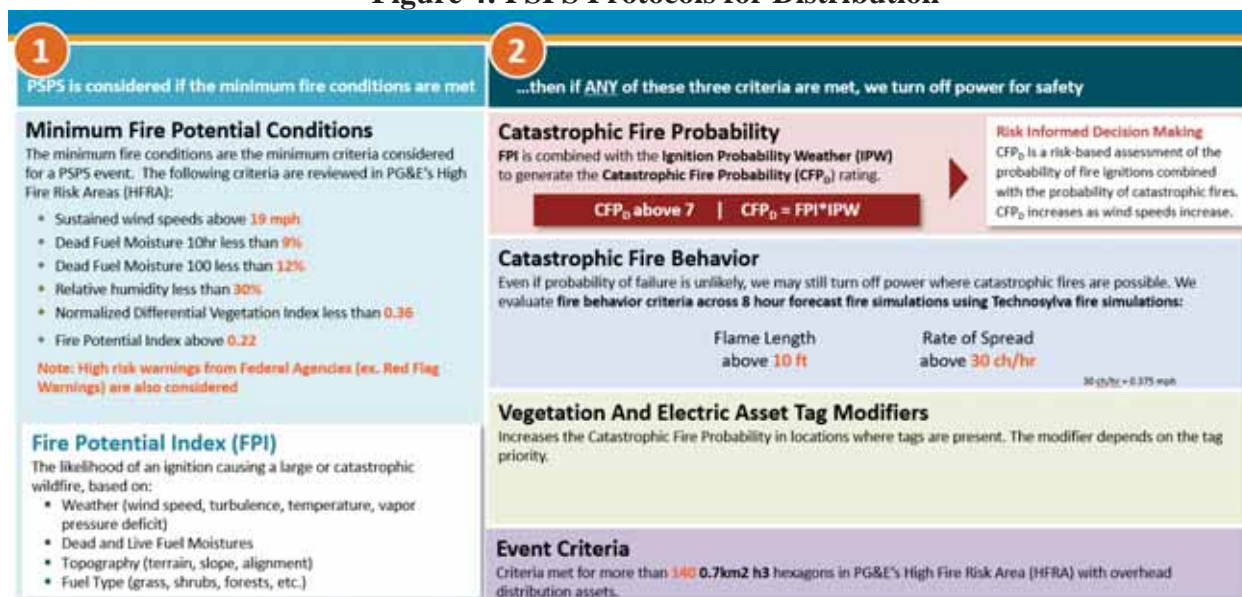 Figure 4. PSPS Protocols for Distribution
1
PSPS is considered if the minimum fire conditions are met
Minimum Fire Potential Conditions
The minimum fire conditions are the minimum criteria considered
for a PSPS event. The following criteria are reviewed in PG&E's High
Fire Risk Areas (HFRA):
• Sustained wind speeds above 19 mph
• Dead Fuel Moisture 10hr less than 9%
• Dead Fuel Moisture 100 less than 12%
• Relative humidity less than 30%
• Normalized Differential Vegetation Index less than 0.36
• Fire Potential Index above 0.22
Note: High risk warnings from Federal Agencies (ex. Red Flag
Warnings) are also considered
Fire Potential Index (FPI)
The likelihood of an ignition causing a large or catastrophic
wildfire, based on:
• Weather (wind speed, turbulence, temperature, vapor
pressure deficit)
• Dead and Live Fuel Moistures
• Topography (terrain, slope, alignment)
• Fuel Type (grass, shrubs, forests, etc.)
2
...then if ANY of these three criteria are met, we turn off power for safety
Catastrophic Fire Probability
FPI is combined with the Ignition Probability Weather (IPW)
to generate the Catastrophic Fire Probability (CFPD) rating.
CFPD above 7 | CFPD = FPI*IPW
Risk Informed Decision Making
CFPD is a risk-based assessment of the
probability of fire ignitions combined
with the probability of catastrophic fires.
CFPD increases as wind speeds increase.
Catastrophic Fire Behavior
Even if probability of failure is unlikely, we may still turn off power where catastrophic fires are possible. We
evaluate fire behavior criteria across 8 hour forecast fire simulations using Technosylva fire simulations:
Flame Length
above 10 ft
Rate of Spread
above 30 ch/hr
30 ch/hr = 0.375 mph
Vegetation And Electric Asset Tag Modifiers
Increases the Catastrophic Fire Probability in locations where tags are present. The modifier depends on the tag
priority.
Event Criteria
Criteria met for more than 140 0.7km2 h3 hexagons in PG&E's High Fire Risk Area (HFRA) with overhead
distribution assets.